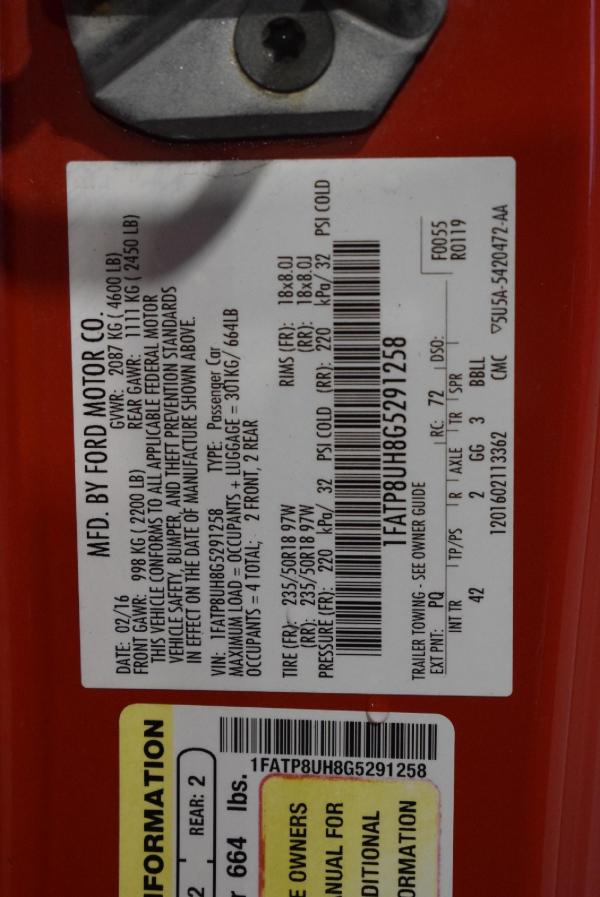 MFD. BY FORD MOTOR CO.
DATE: 02/16 GVWR: 2087 KG ( 4600 LB)
FRONT GAWR: 998 KG ( 2200 LB) REAR GAWR: 1111 KG ( 2450 LB)
THIS VEHICLE CONFORMS TO ALL APPLICABLE FEDERAL MOTOR
VEHICLE SAFETY, BUMPER, AND THEFT PREVENTION STANDARDS
IN EFFECT ON THE DATE OF MANUFACTURE SHOWN ABOVE.
VIN: 1FATP8UH8G5291258 TYPE: Passenger Car
MAXIMUM LOAD = OCCUPANTS + LUGGAGE = 301KG/ 664LB
OCCUPANTS = 4 TOTAL: 2 FRONT, 2 REAR
TIRE (FR): 235/50R18 97W RIMS (FR): 18x8.0J
(RR): 235/50R18 97W (RR): 18x8.0J
PRESSURE (FR): 220 kPa/ 32 PSI COLD (RR): 220 kPa/ 32 PSI COLD
1FATP8UH8G5291258
TRAILER TOWING - SEE OWNER GUIDE F0055
EXT PNT: PQ RC: 72 DSO: R0119
INT TR TP/PS R AXLE TR SPR
42 2 GG 3 BBLL
1201602113362 CMC ▽5U5A-5420472-AA
FORMATION
2 REAR: 2
664 lbs.
1FATP8UH8G5291258
E OWNERS
NUAL FOR
DITIONAL
ORMATION